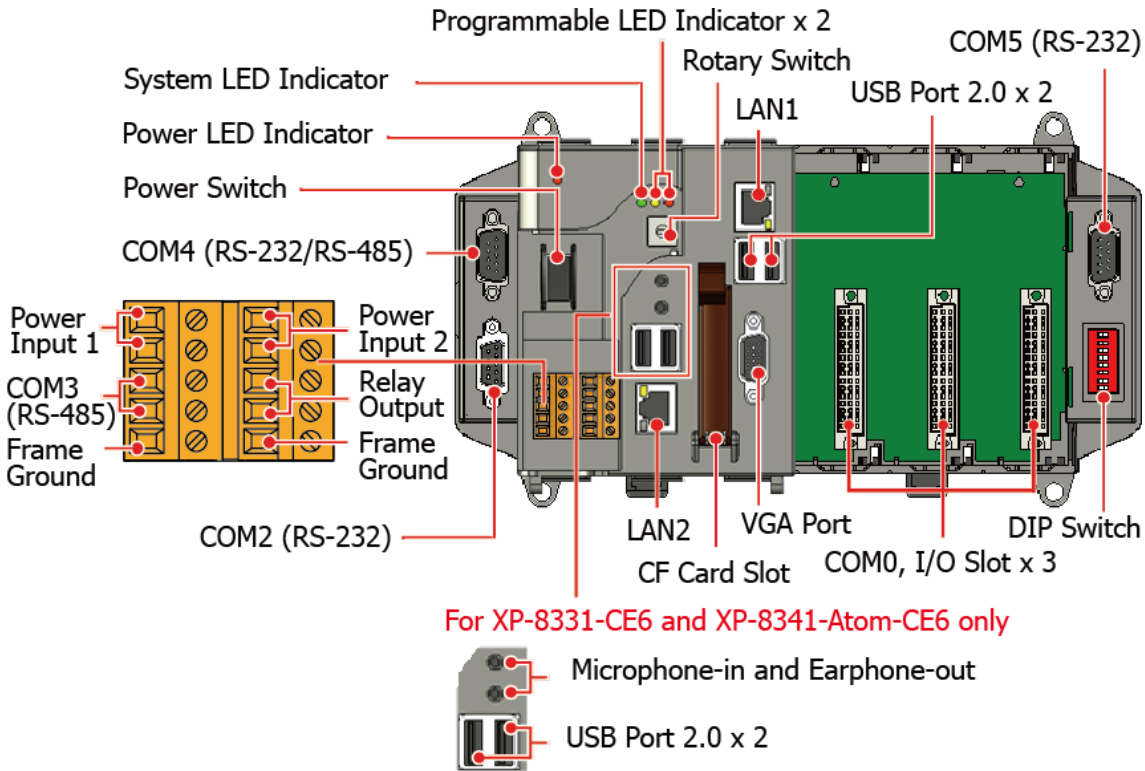 Programmable LED Indicator x 2
COM5 (RS-232)
System LED Indicator
Rotary Switch
USB Port 2.0 x 2
LAN1
Power LED Indicator
Power Switch
COM4 (RS-232/RS-485)
Power
Input 1
Power
Input 2
COM3
(RS-485)
Relay
Output
Frame
Ground
Frame
Ground
COM2 (RS-232)
LAN2
VGA Port
DIP Switch
CF Card Slot
COM0, I/O Slot x 3
For XP-8331-CE6 and XP-8341-Atom-CE6 only
Microphone-in and Earphone-out
USB Port 2.0 x 2